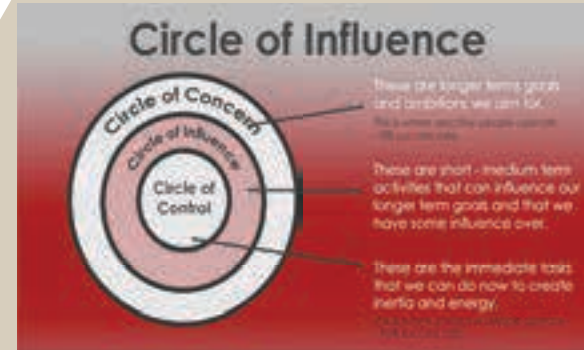 Circle of Influence
Circle of Concern
Circle of Influence
Circle of
Control
These are longer terms goals
and ambitions we aim for.
These are short - medium term
activities that can influence our
longer term goals and that we
have some influence over.
These are the immediate tasks
that we can do now to create
inertia and energy.